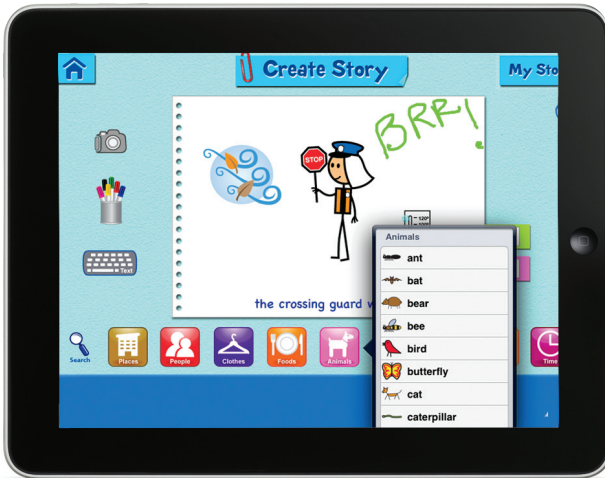 Create Story
My Sto
BRR!
STOP
120°
Text
the crossing guard w
Animals
ant
bat
bear
bee
bird
butterfly
cat
caterpillar
Search
Places
People
Clothes
Foods
Animals
Time